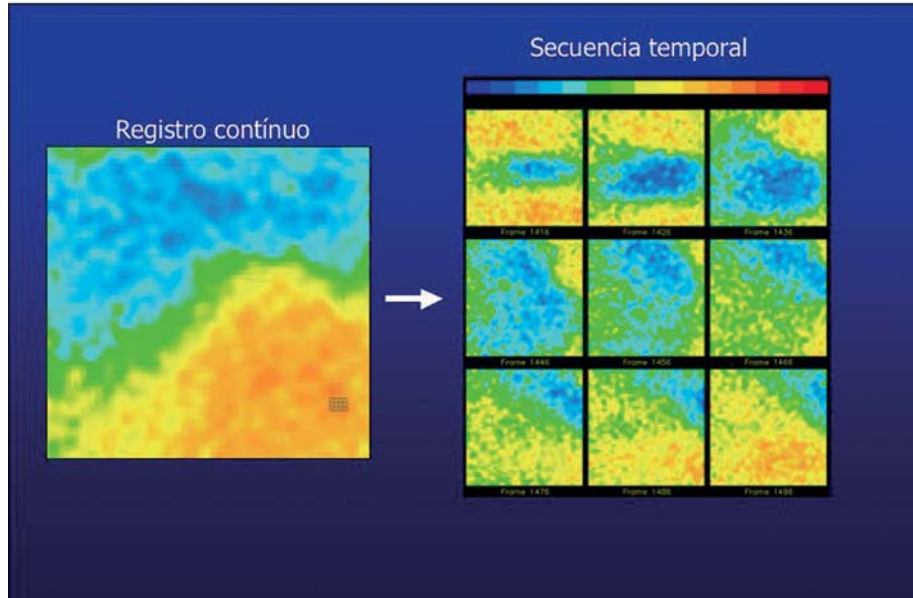 Secuencia temporal
Registro contínuo
Frame 1416
Frame 1426
Frame 1436
Frame 1446
Frame 1456
Frame 1466
Frame 1476
Frame 1486
Frame 1496